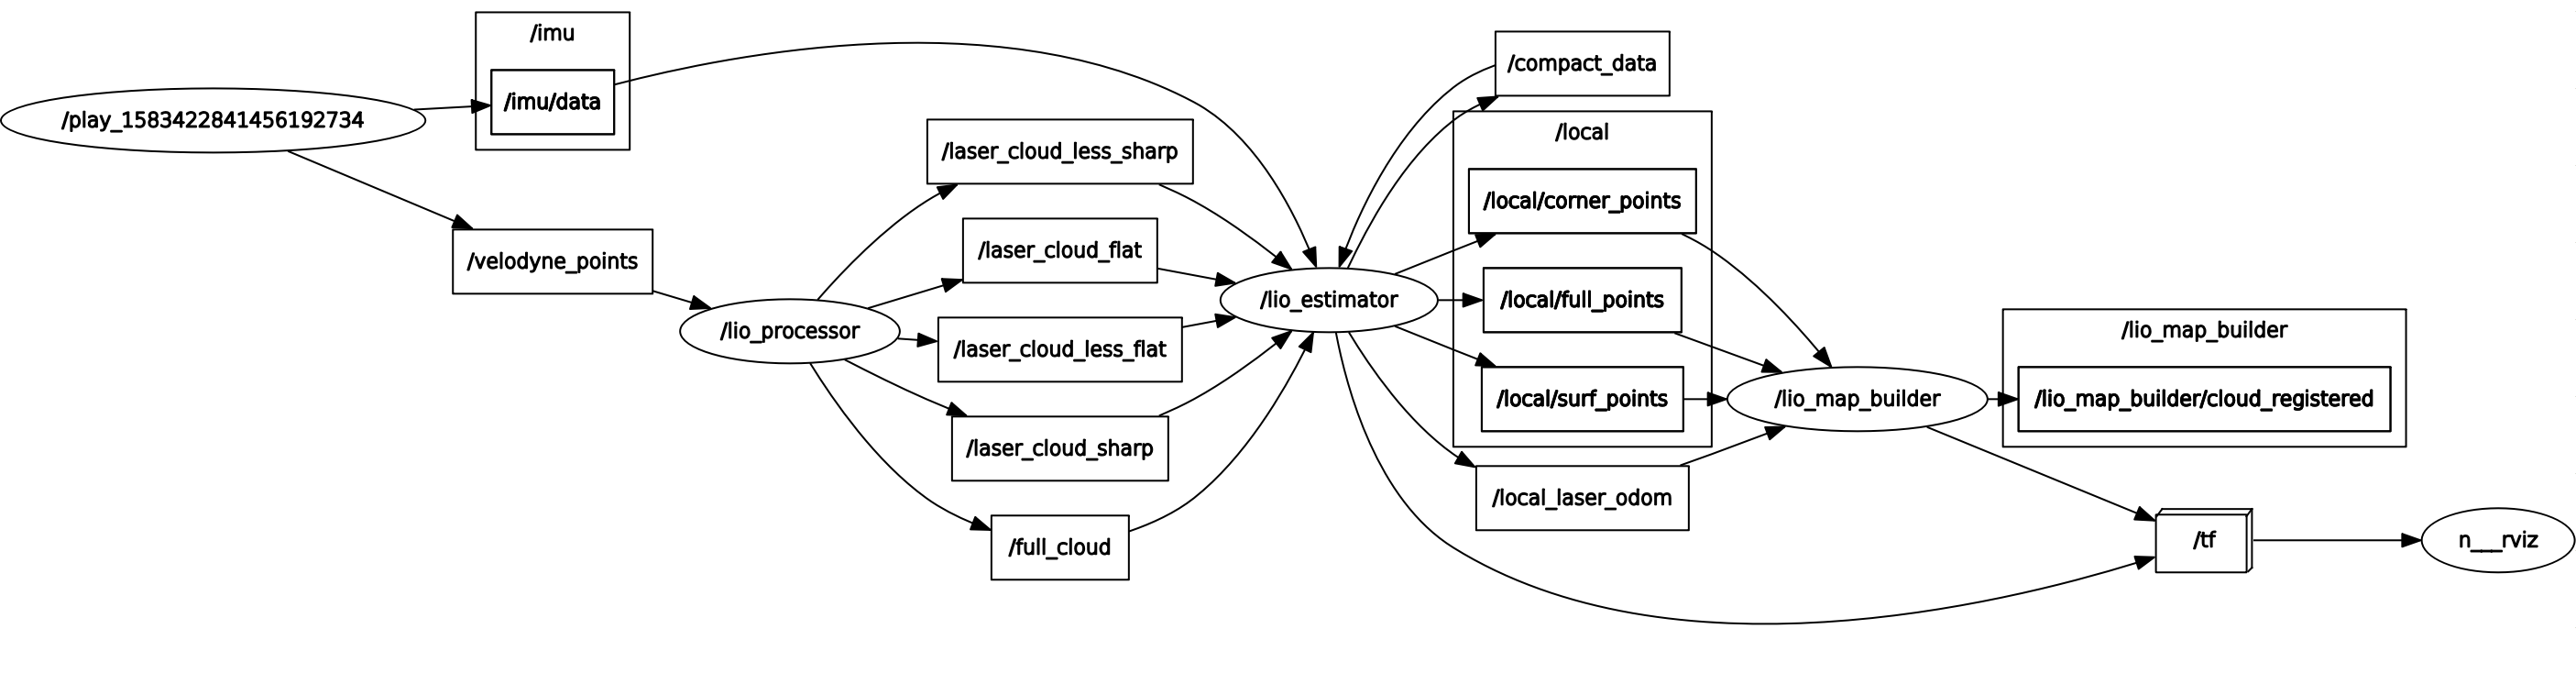 /play_1583422841456192734
/imu
/imu/data
/velodyne_points
/lio_processor
/laser_cloud_less_sharp
/laser_cloud_flat
/laser_cloud_less_flat
/laser_cloud_sharp
/full_cloud
/lio_estimator
/compact_data
/local
/local/corner_points
/local/full_points
/local/surf_points
/local_laser_odom
/lio_map_builder
/lio_map_builder
/lio_map_builder/cloud_registered
/tf
n___rviz